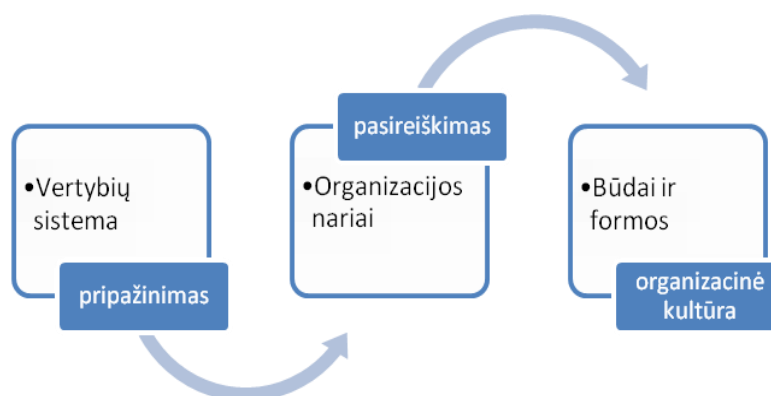 •Vertybių
sistema
pripažinimas
pasireiškimas
•Organizacijos
nariai
•Būdai ir
formos
organizacinė
kultūra